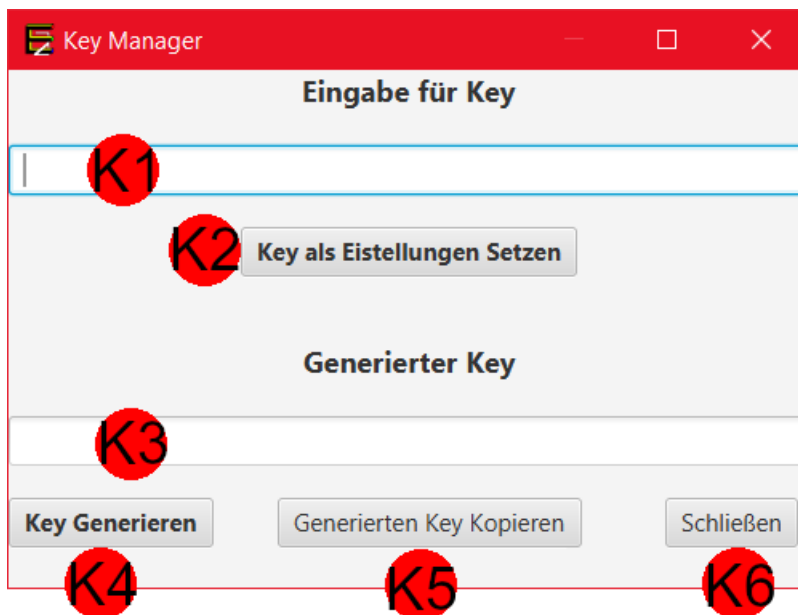 Key Manager
Eingabe für Key
K1
K2 Key als Eistellungen Setzen
Generierter Key
K3
Key Generieren Generierten Key Kopieren Schließen
K4 K5 K6